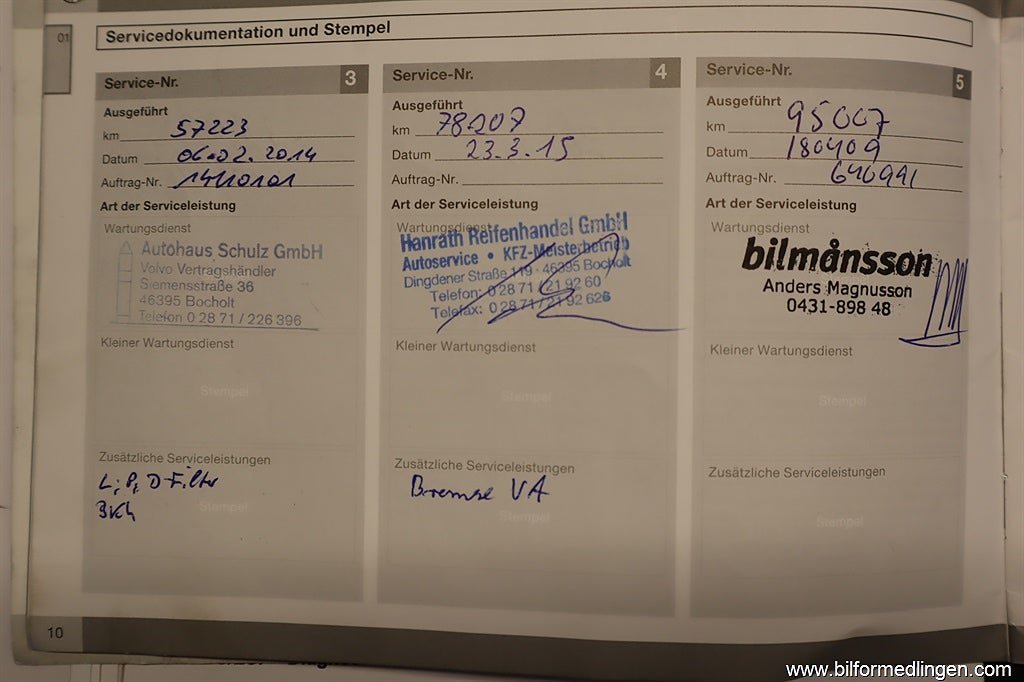 01
Servicedokumentation und Stempel
Service-Nr. 3
Ausgeführt
km 57223
Datum 06.02.2014
Auftrag-Nr.
Art der Serviceleistung
Wartungsdienst
Autohaus Schulz GmbH
Volvo Vertragshändler
Siemensstraße 36
46395 Bocholt
Telefon 0 28 71 / 226 396
Kleiner Wartungsdienst
Stempel
Zusätzliche Serviceleistungen
L, P, D-Filter
Stempel
Service-Nr. 4
Ausgeführt
km 78207
Datum 23.3.15
Auftrag-Nr.
Art der Serviceleistung
Wartungsdienst
Hanrath Reifenhandel GmbH
Autoservice • KFZ-Meisterbetrieb
Dingdener Straße 119 · 46395 Bocholt
Telefon: 0 28 71 / 21 92 60
Telefax: 0 28 71 / 21 92 626
Kleiner Wartungsdienst
Stempel
Zusätzliche Serviceleistungen
Bremse VA
Stempel
Service-Nr. 5
Ausgeführt
km 95007
Datum 180409
Auftrag-Nr. 640991
Art der Serviceleistung
Wartungsdienst
bilmånsson
Anders Magnusson
0431-898 48
Kleiner Wartungsdienst
Stempel
Zusätzliche Serviceleistungen
Stempel
10
www.bilformedlingen.com